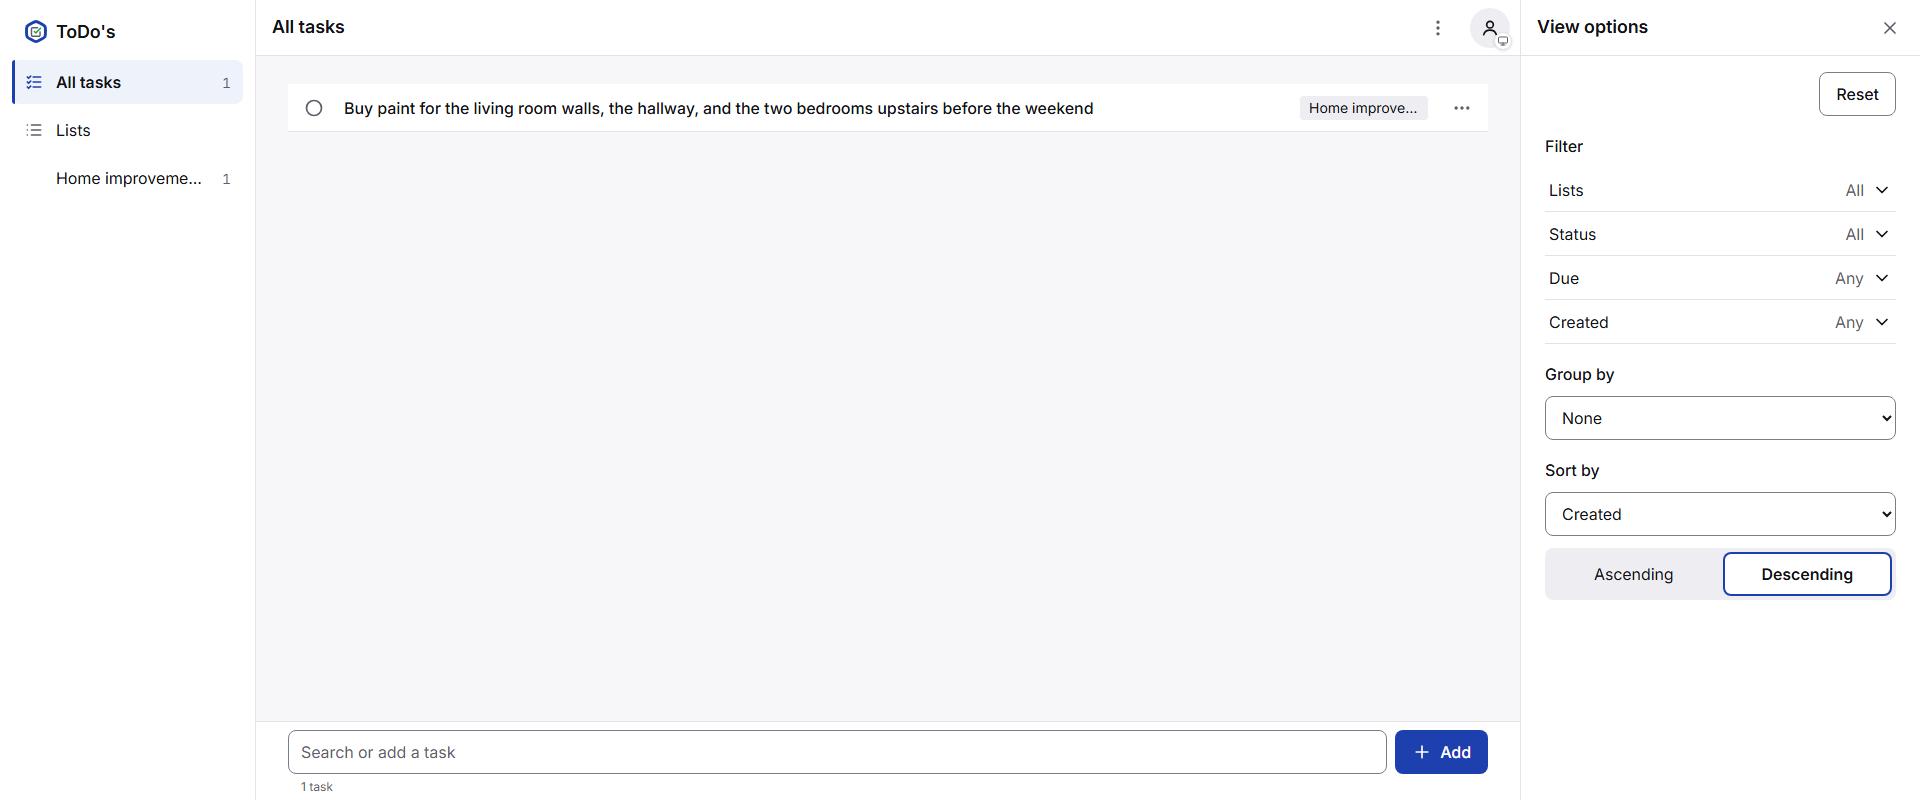 ToDo's
All tasks 1
Lists
Home improveme... 1
All tasks
Buy paint for the living room walls, the hallway, and the two bedrooms upstairs before the weekend Home improve...
Search or add a task
Add
1 task
View options
Reset
Filter
Lists All
Status All
Due Any
Created Any
Group by
None
Sort by
Created
Ascending Descending